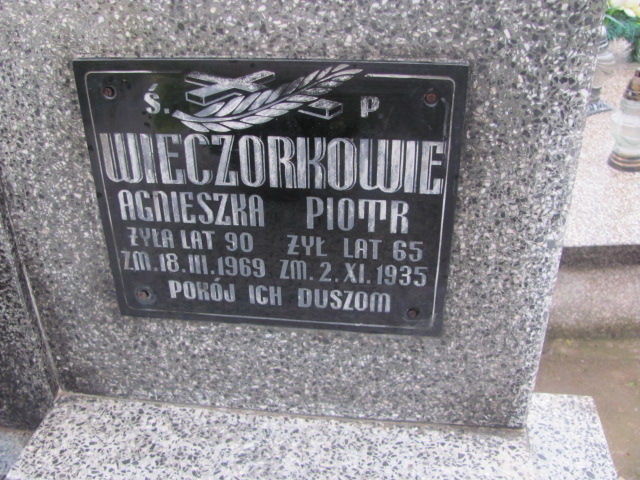 Ś. P
WIECZORKOWIE
AGNIESZKA PIOTR
ŻYŁA LAT 90 ŻYŁ LAT 65
ZM. 18. III. 1969 ZM. 2. XI. 1935
POKÓJ ICH DUSZOM